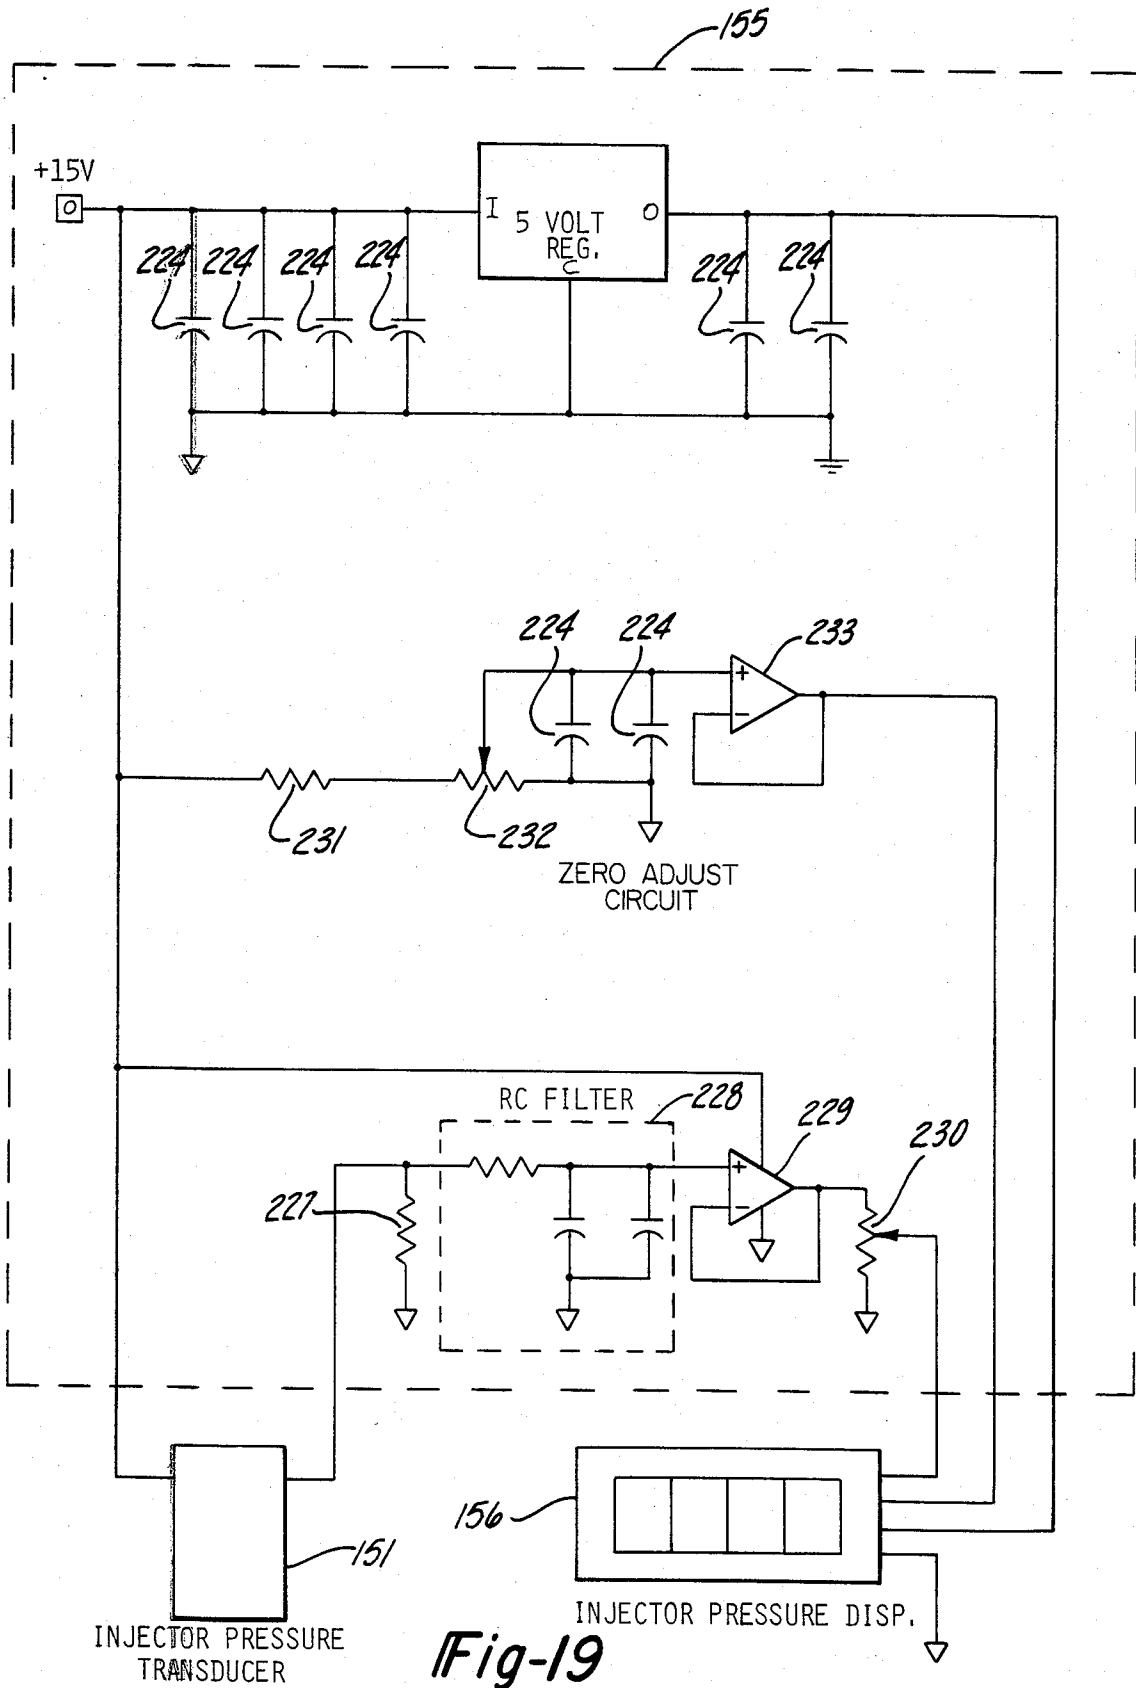 155
+15V
I 5 VOLT O
REG.
C
224 224 224 224 224 224
224 224 233
+
-
231 232
ZERO ADJUST
CIRCUIT
RC FILTER 228 229 230
+
-
227
156
151
INJECTOR PRESSURE DISP.
INJECTOR PRESSURE
TRANSDUCER
Fig-19